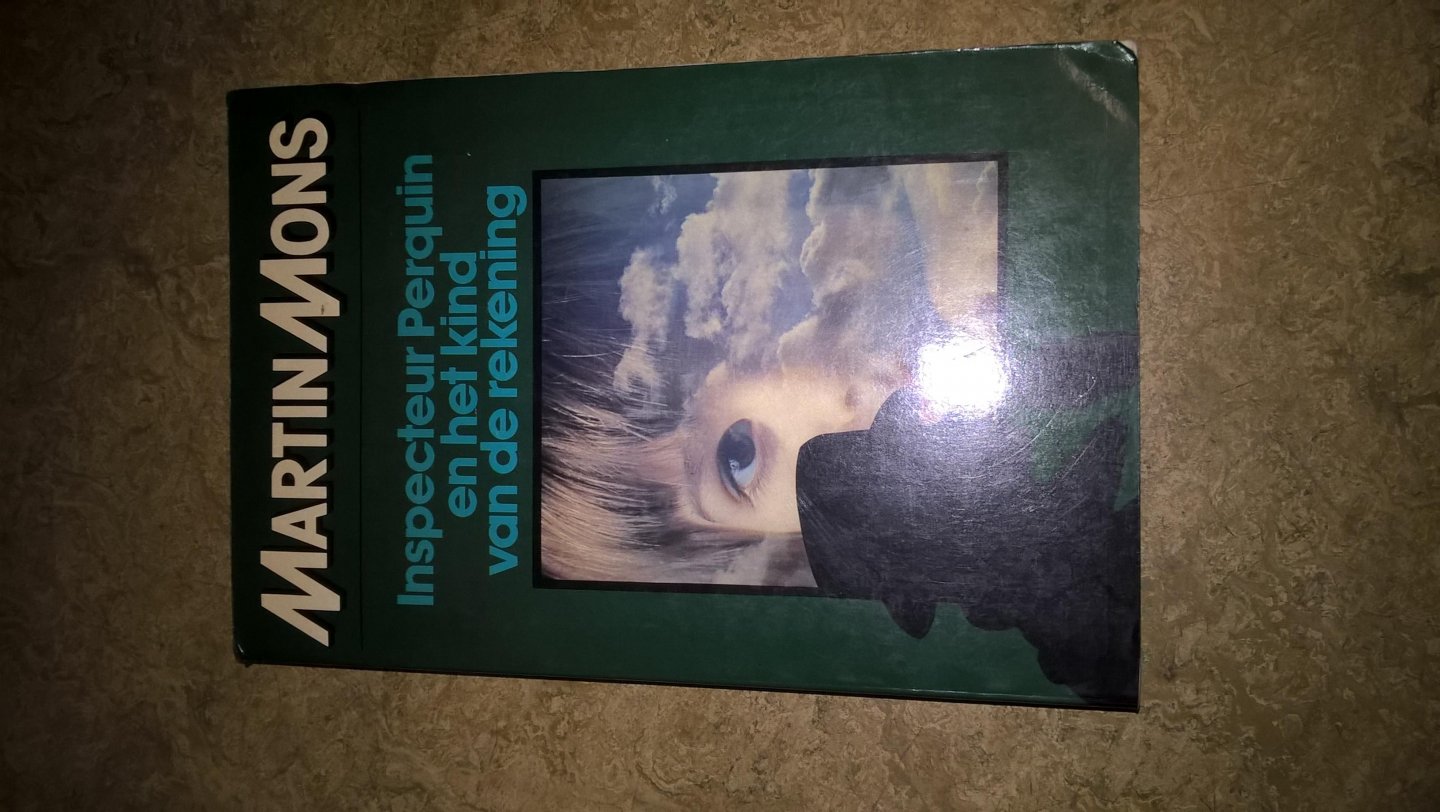 MARTIN MONS
Inspecteur Perquin
en het kind
van de rekening